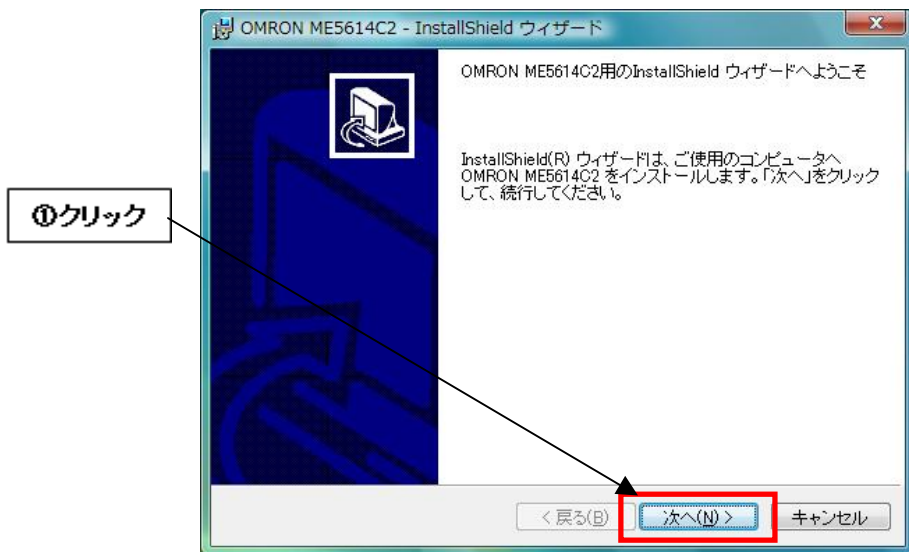 OMRON ME5614C2 - InstallShield ウィザード
OMRON ME5614C2用のInstallShield ウィザードへようこそ
InstallShield(R) ウィザードは、ご使用のコンピュータへ
OMRON ME5614C2 をインストールします。「次へ」をクリック
して、続行してください。
①クリック
< 戻る(B)
次へ(N) >
キャンセル